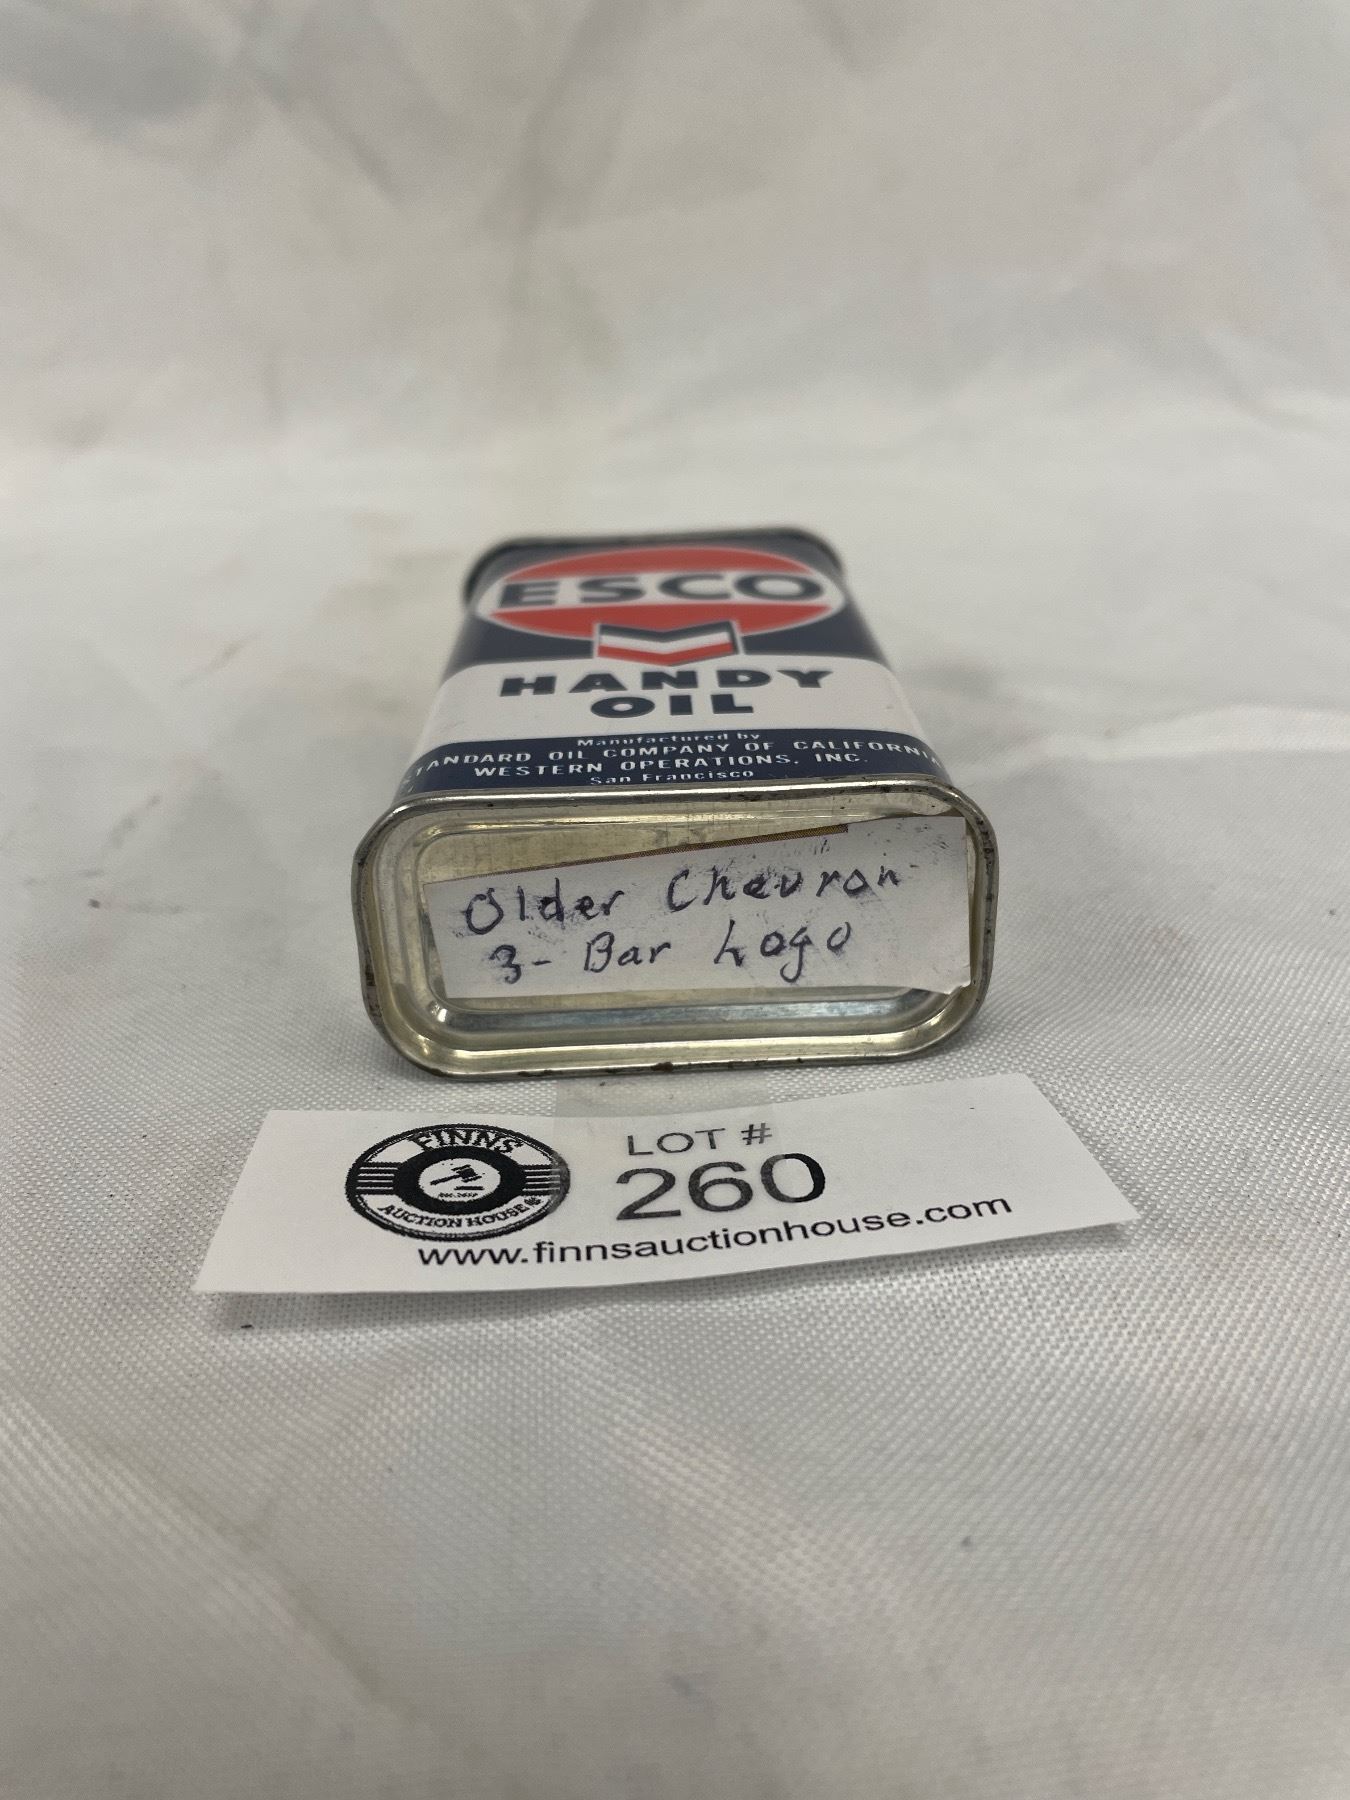 ESCO
HANDY
OIL
Manufactured by
STANDARD OIL COMPANY OF CALIFORNIA
WESTERN OPERATIONS, INC.
San Francisco
Older Chevron
3-Bar Logo
FINNS
AUCTION HOUSE
LOT #
260
www.finnsauctionhouse.com